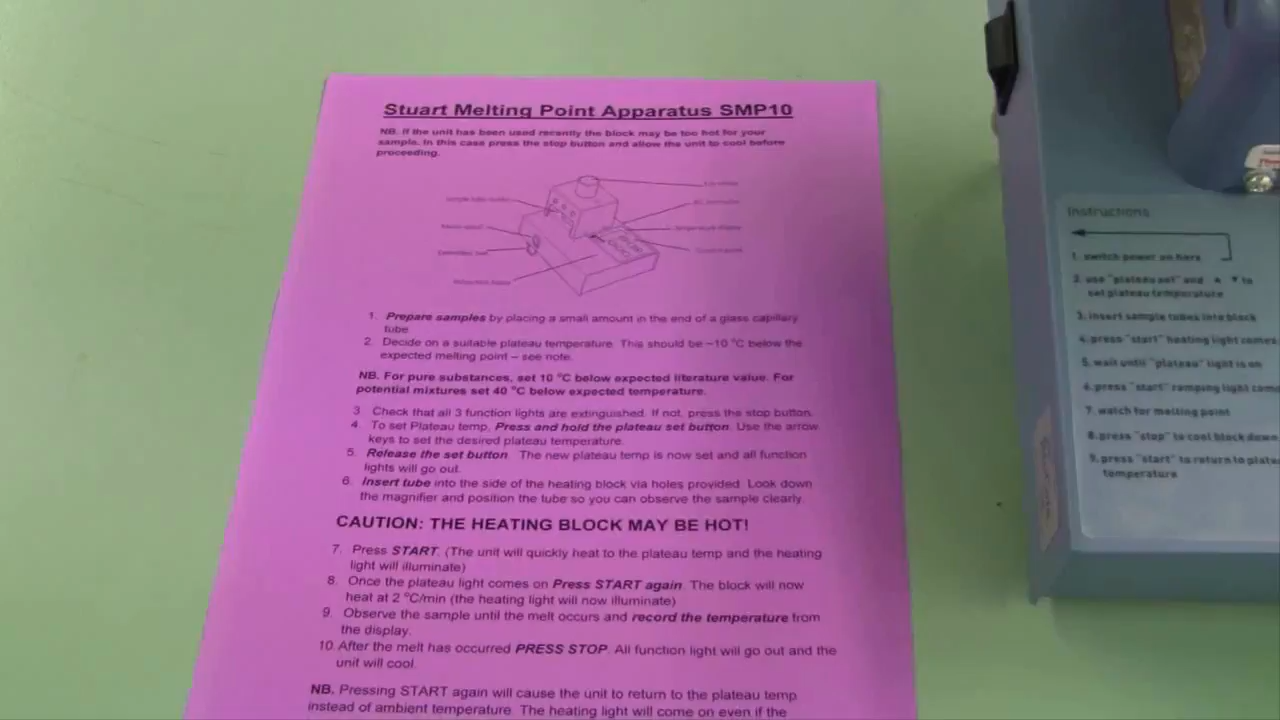 Stuart Melting Point Apparatus SMP10
NB. If the unit has been used recently the block may be too hot for your
sample. In this case press the stop button and allow the unit to cool before
proceeding.
1. Prepare samples by placing a small amount in the end of a glass capillary
tube.
2. Decide on a suitable plateau temperature. This should be ~10 °C below the
expected melting point – see note.
NB. For pure substances, set 10 °C below expected literature value. For
potential mixtures set 40 °C below expected temperature.
3. Check that all 3 function lights are extinguished. If not, press the stop button.
4. To set Plateau temp, Press and hold the plateau set button. Use the arrow
keys to set the desired plateau temperature.
5. Release the set button. The new plateau temp is now set and all function
lights will go out.
6. Insert tube into the side of the heating block via holes provided. Look down
the magnifier and position the tube so you can observe the sample clearly.
CAUTION: THE HEATING BLOCK MAY BE HOT!
7. Press START. (The unit will quickly heat to the plateau temp and the heating
light will illuminate)
8. Once the plateau light comes on Press START again. The block will now
heat at 2 °C/min (the heating light will now illuminate)
9. Observe the sample until the melt occurs and record the temperature from
the display.
10. After the melt has occurred PRESS STOP. All function light will go out and the
unit will cool.
NB. Pressing START again will cause the unit to return to the plateau temp
instead of ambient temperature. The heating light will come on even if the
Instructions
1. switch power on here
2. use "plateau set" and ▲ ▼ to
set plateau temperature
3. insert sample tubes into block
4. press "start" heating light comes
5. wait until "plateau" light is on
6. press "start" ramping light come
7. watch for melting point
8. press "stop" to cool block down
9. press "start" to return to plate
temperature